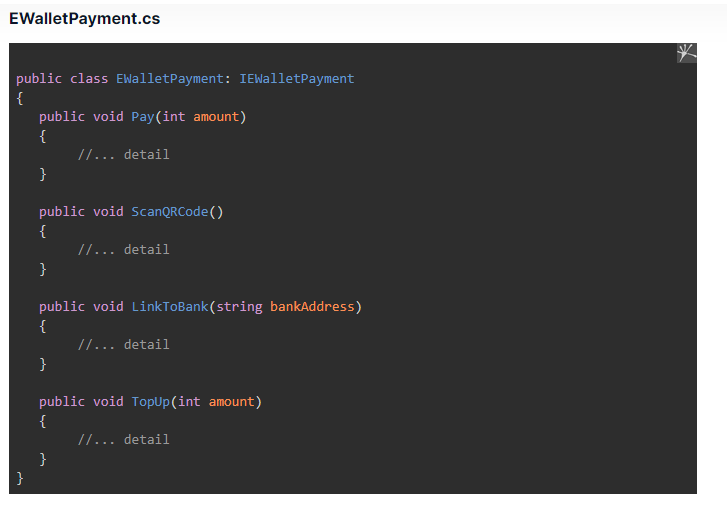 EWalletPayment.cs
public class EWalletPayment: IEWalletPayment
{
public void Pay(int amount)
{
//... detail
}
public void ScanQRCode()
{
//... detail
}
public void LinkToBank(string bankAddress)
{
//... detail
}
public void TopUp(int amount)
{
//... detail
}
}